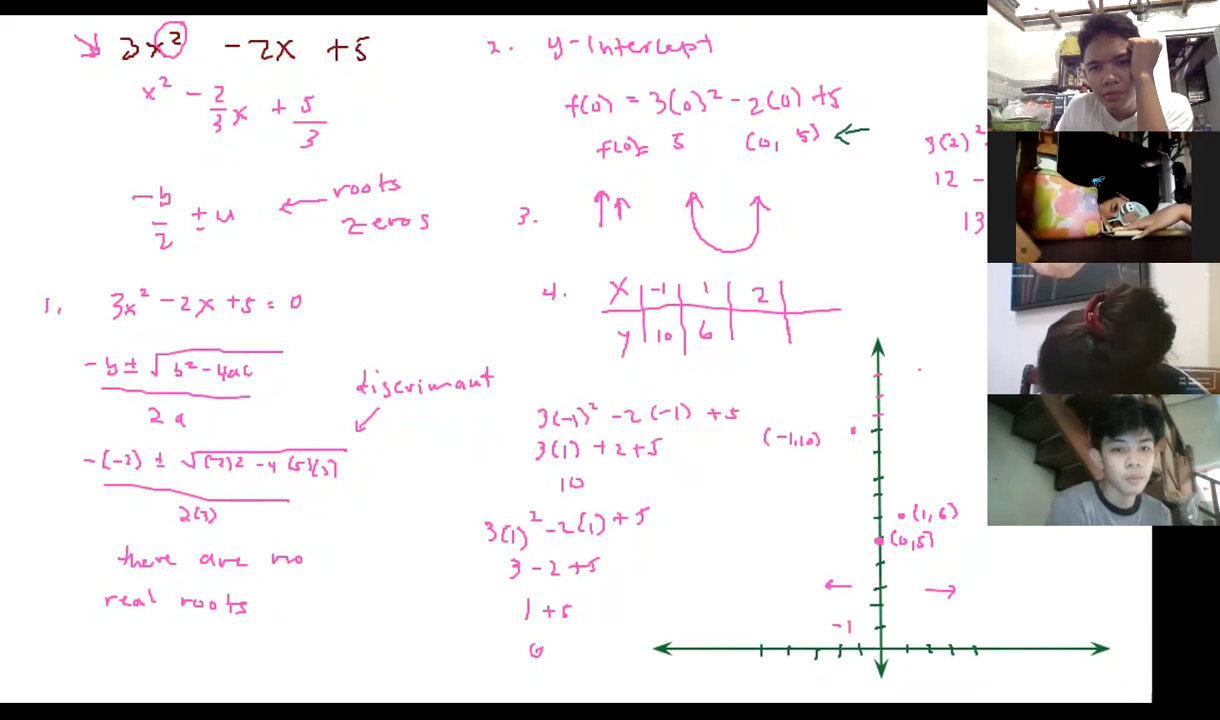 3x² - 2x + 5
x² - 2/3 x + 5/3
-b/2 ± u ← roots
zeros
1. 3x² - 2x + 5 = 0
-b ± √b² - 4ac
2a
discrimant
-(-2) ± √(-2)2 - 4(5)(3)
2(3)
there are no
real roots
2. y-Intercept
f(0) = 3(0)² - 2(0) + 5
f(0) = 5 (0, 5) ←
3.
4. X | -1 | 1 | 2 |
y | 10 | 6 | |
3(-1)² - 2(-1) + 5
3(1) + 2 + 5
10
3(1)² - 2(1) + 5
3 - 2 + 5
1 + 5
6
3(2)² -
12 -
13
(-1,10)
(1,6)
(0,5)
-1